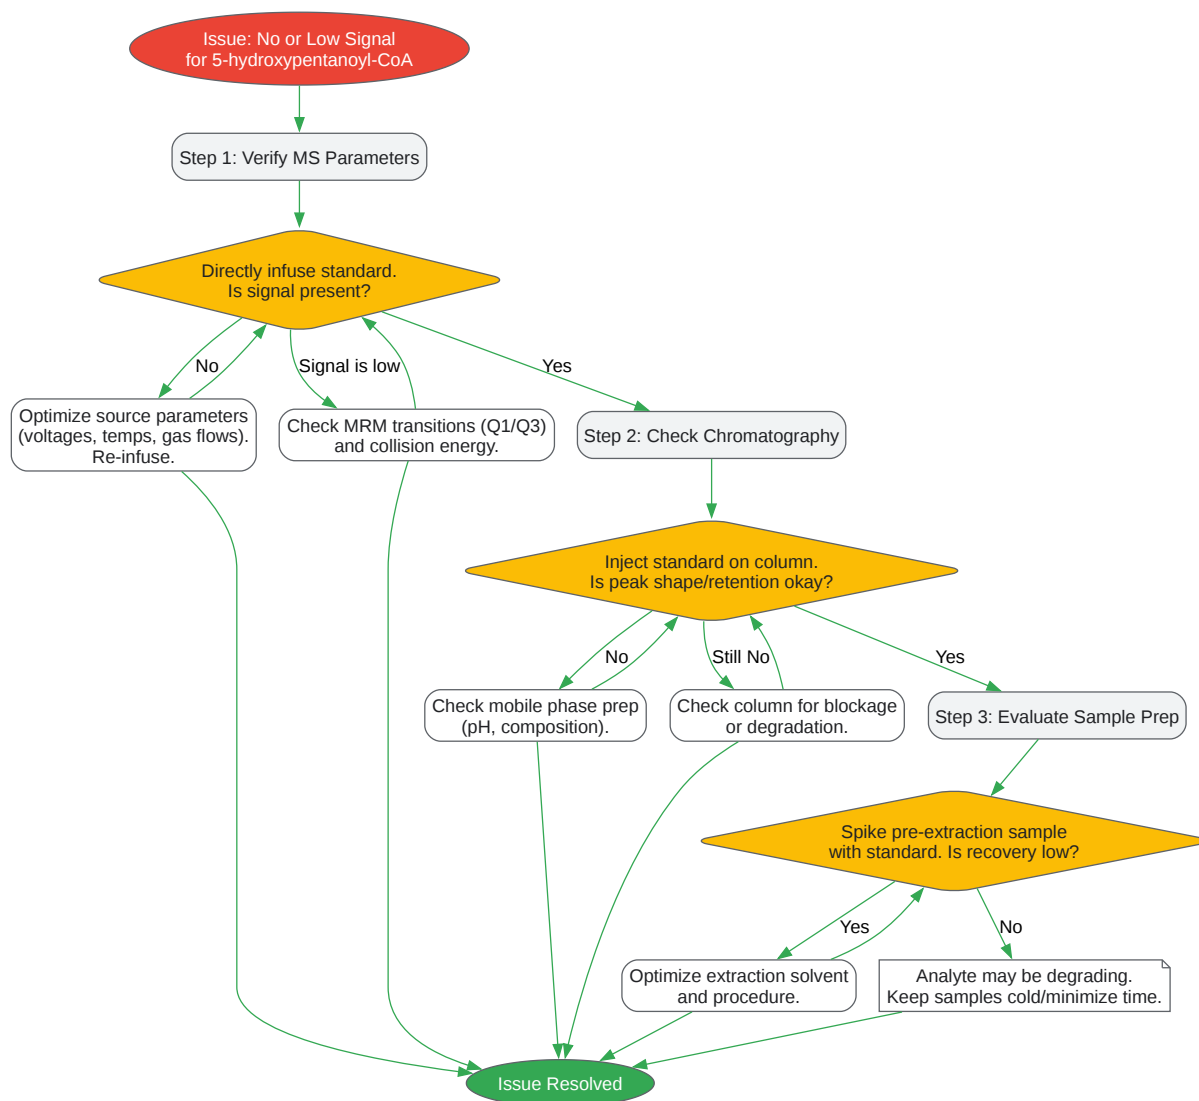 Issue: No or Low Signal
for 5-hydroxypentanoyl-CoA
Step 1: Verify MS Parameters
Directly infuse standard.
Is signal present?
No
Signal is low
Yes
Optimize source parameters
(voltages, temps, gas flows).
Re-infuse.
Check MRM transitions (Q1/Q3)
and collision energy.
Step 2: Check Chromatography
Inject standard on column.
Is peak shape/retention okay?
No
Still No
Yes
Check mobile phase prep
(pH, composition).
Check column for blockage
or degradation.
Step 3: Evaluate Sample Prep
Spike pre-extraction sample
with standard. Is recovery low?
Yes
No
Optimize extraction solvent
and procedure.
Analyte may be degrading.
Keep samples cold/minimize time.
Issue Resolved